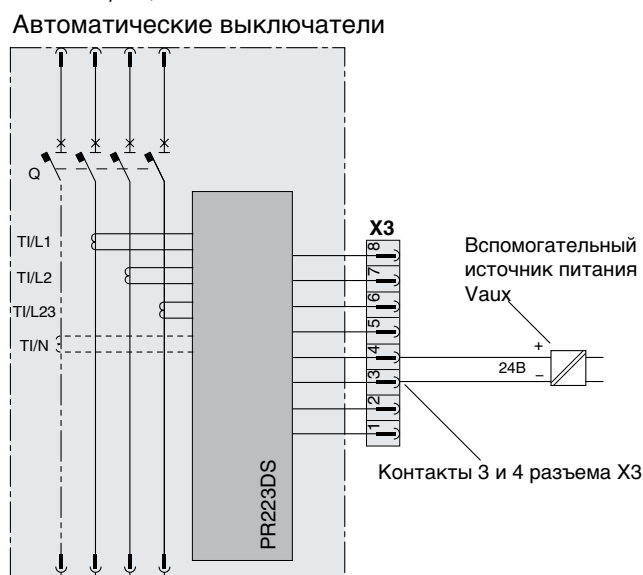 Автоматические выключатели
Q
TI/L1
TI/L2
TI/L23
TI/N
PR223DS
X3
8
7
6
5
4
3
2
1
Вспомогательный
источник питания
Vaux
+
24В
–
Контакты 3 и 4 разъема X3